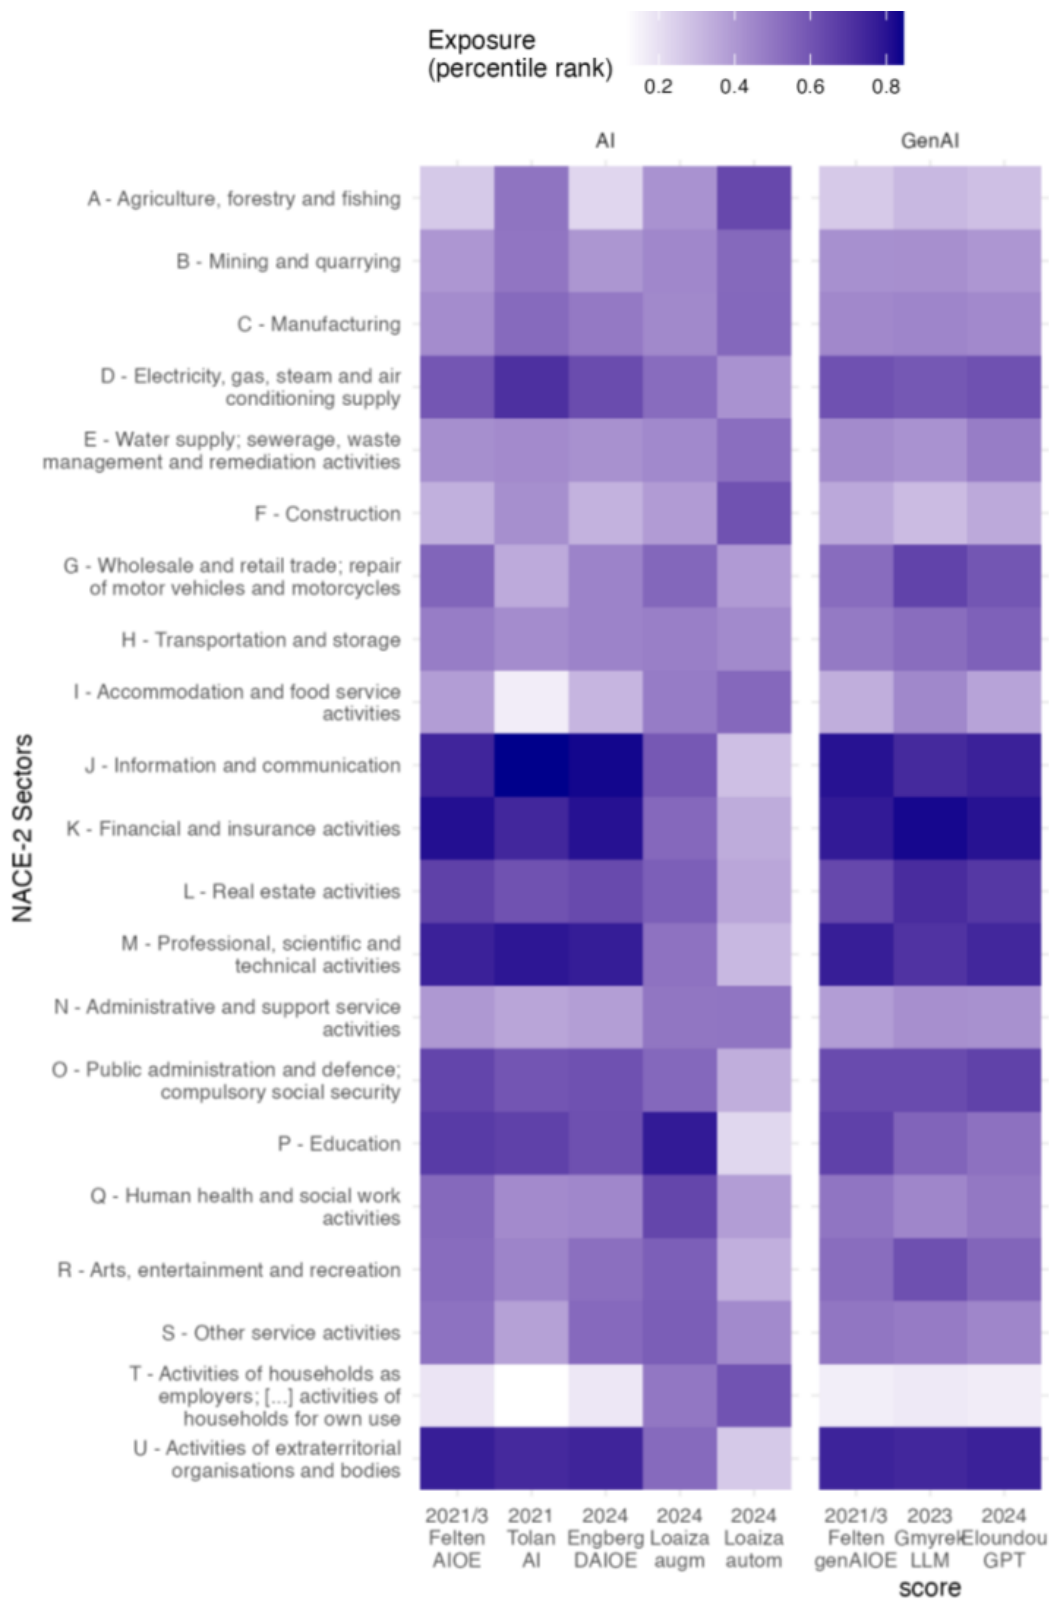 Exposure
(percentile rank)
0.2 0.4 0.6 0.8
AI
GenAI
A - Agriculture, forestry and fishing
B - Mining and quarrying
C - Manufacturing
D - Electricity, gas, steam and air
conditioning supply
E - Water supply; sewerage, waste
management and remediation activities
F - Construction
G - Wholesale and retail trade; repair
of motor vehicles and motorcycles
H - Transportation and storage
I - Accommodation and food service
activities
J - Information and communication
K - Financial and insurance activities
L - Real estate activities
M - Professional, scientific and
technical activities
N - Administrative and support service
activities
O - Public administration and defence;
compulsory social security
P - Education
Q - Human health and social work
activities
R - Arts, entertainment and recreation
S - Other service activities
T - Activities of households as
employers; [...] activities of
households for own use
U - Activities of extraterritorial
organisations and bodies
NACE-2 Sectors
2021/3 2021 2024 2024 2024 2021/3 2023 2024
Felten Tolan Engberg Loaiza Loaiza Felten Gmyrek Eloundou
AIOE AI DAIOE augm autom genAIOE LLM GPT
score